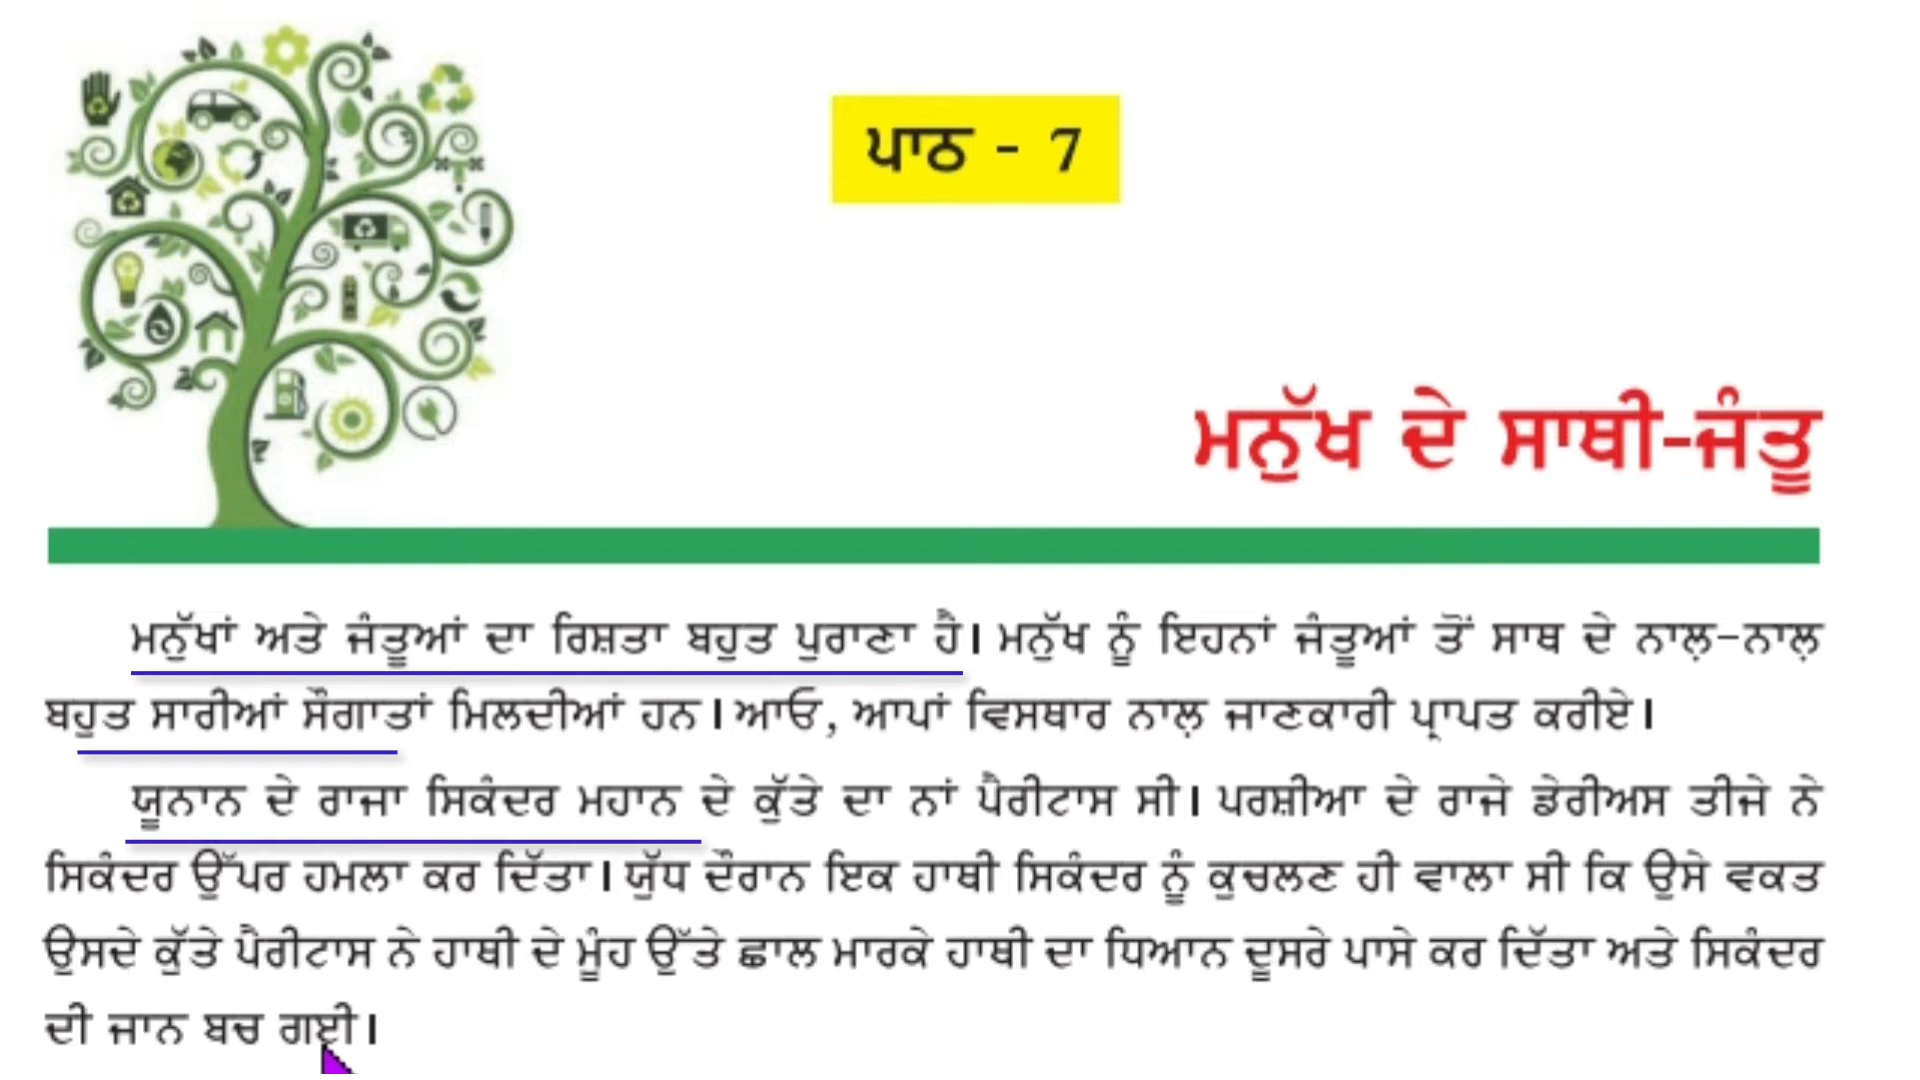 ਪਾਠ - 7
ਮਨੁੱਖ ਦੇ ਸਾਥੀ-ਜੰਤੂ
ਮਨੁੱਖਾਂ ਅਤੇ ਜੰਤੂਆਂ ਦਾ ਰਿਸ਼ਤਾ ਬਹੁਤ ਪੁਰਾਣਾ ਹੈ। ਮਨੁੱਖ ਨੂੰ ਇਹਨਾਂ ਜੰਤੂਆਂ ਤੋਂ ਸਾਥ ਦੇ ਨਾਲ਼-ਨਾਲ਼
ਬਹੁਤ ਸਾਰੀਆਂ ਸੌਗਾਤਾਂ ਮਿਲਦੀਆਂ ਹਨ। ਆਓ, ਆਪਾਂ ਵਿਸਥਾਰ ਨਾਲ਼ ਜਾਣਕਾਰੀ ਪ੍ਰਾਪਤ ਕਰੀਏ।
ਯੂਨਾਨ ਦੇ ਰਾਜਾ ਸਿਕੰਦਰ ਮਹਾਨ ਦੇ ਕੁੱਤੇ ਦਾ ਨਾਂ ਪੈਰੀਟਾਸ ਸੀ। ਪਰਸ਼ੀਆ ਦੇ ਰਾਜੇ ਡੇਰੀਅਸ ਤੀਜੇ ਨੇ
ਸਿਕੰਦਰ ਉੱਪਰ ਹਮਲਾ ਕਰ ਦਿੱਤਾ। ਯੁੱਧ ਦੌਰਾਨ ਇਕ ਹਾਥੀ ਸਿਕੰਦਰ ਨੂੰ ਕੁਚਲਣ ਹੀ ਵਾਲਾ ਸੀ ਕਿ ਉਸੇ ਵਕਤ
ਉਸਦੇ ਕੁੱਤੇ ਪੈਰੀਟਾਸ ਨੇ ਹਾਥੀ ਦੇ ਮੂੰਹ ਉੱਤੇ ਛਾਲ ਮਾਰਕੇ ਹਾਥੀ ਦਾ ਧਿਆਨ ਦੂਸਰੇ ਪਾਸੇ ਕਰ ਦਿੱਤਾ ਅਤੇ ਸਿਕੰਦਰ
ਦੀ ਜਾਨ ਬਚ ਗਈ।